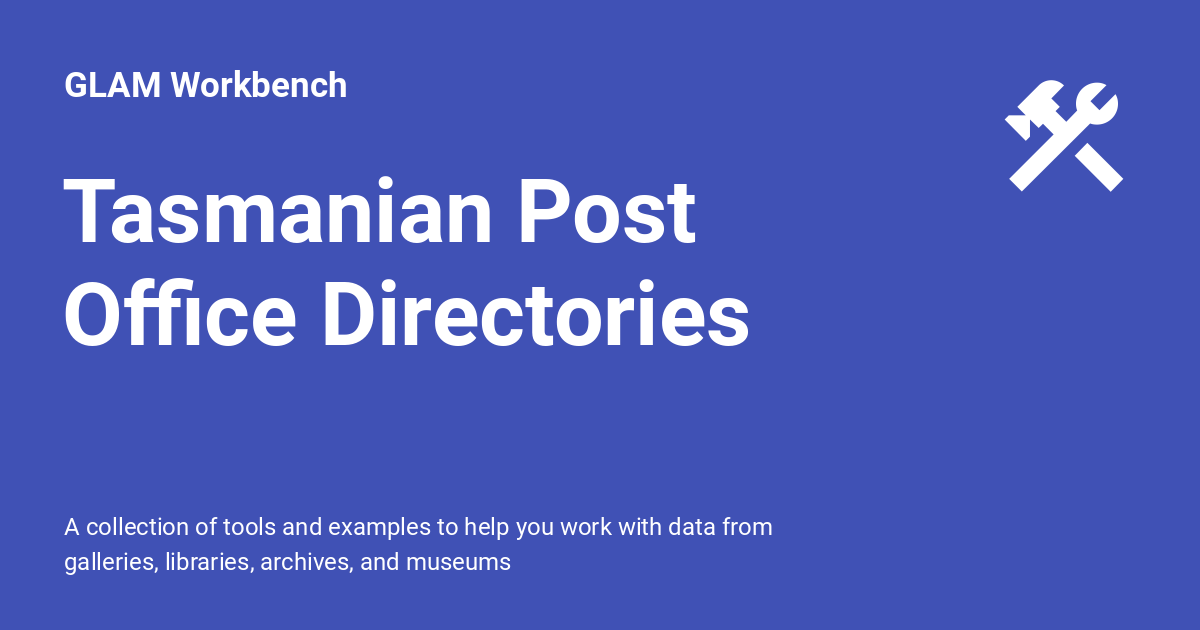 GLAM Workbench
Tasmanian Post
Office Directories
A collection of tools and examples to help you work with data from
galleries, libraries, archives, and museums